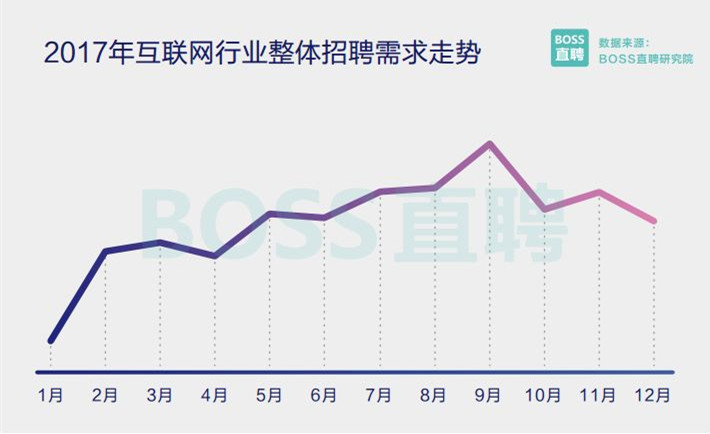 2017年互联网行业整体招聘需求走势
BOSS
直聘
数据来源：
BOSS直聘研究院
BOSS直聘
1月 2月 3月 4月 5月 6月 7月 8月 9月 10月 11月 12月